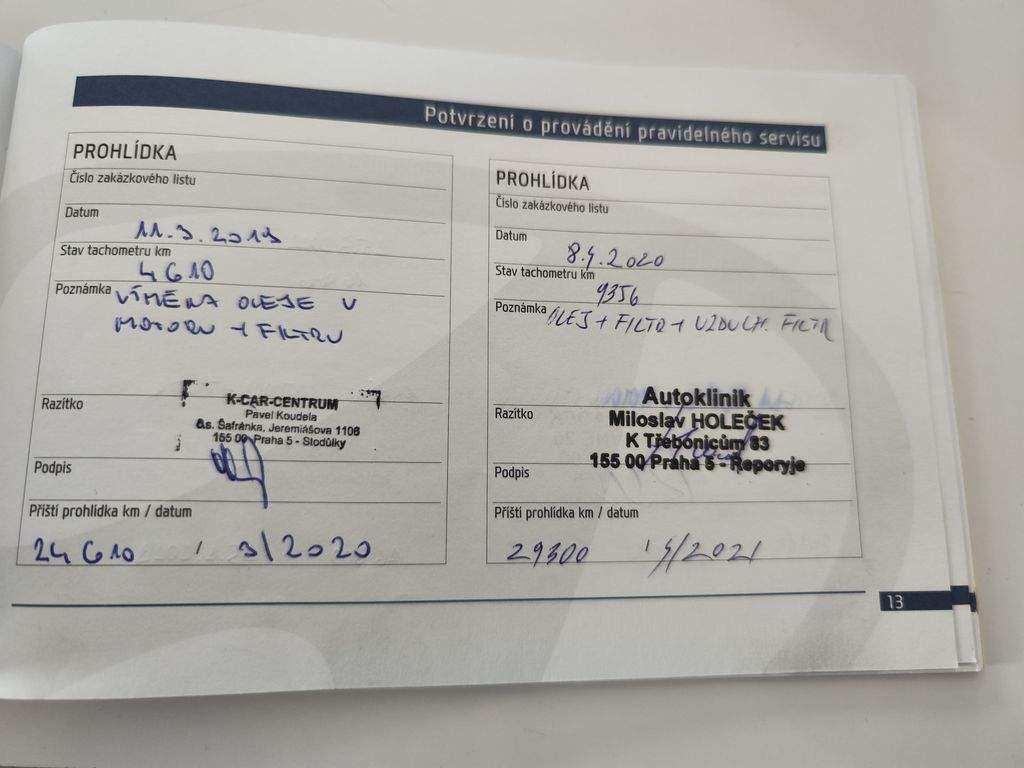 Potvrzení o provádění pravidelného servisu
PROHLÍDKA
Číslo zakázkového listu
Datum
11.3.2019
Stav tachometru km
4610
Poznámka
VÍMĚNA OLEJE V
MOTORU + FILTRU
Razítko
K-CAR-CENTRUM
Pavel Koudela
6.s. Šafránka, Jeremiášova 1106
155 00 Praha 5 - Stodůlky
Podpis
Příští prohlídka km / datum
24610 / 3/2020
PROHLÍDKA
Číslo zakázkového listu
Datum
8.4.2020
Stav tachometru km
9356
Poznámka
OLEJ + FILTR + VZDUCH. FILTR
Razítko
Autoklinik
Miloslav HOLEČEK
K Třebonicům 83
155 00 Praha 5 - Řeporyje
Podpis
Příští prohlídka km / datum
29300 / 4/2021
13